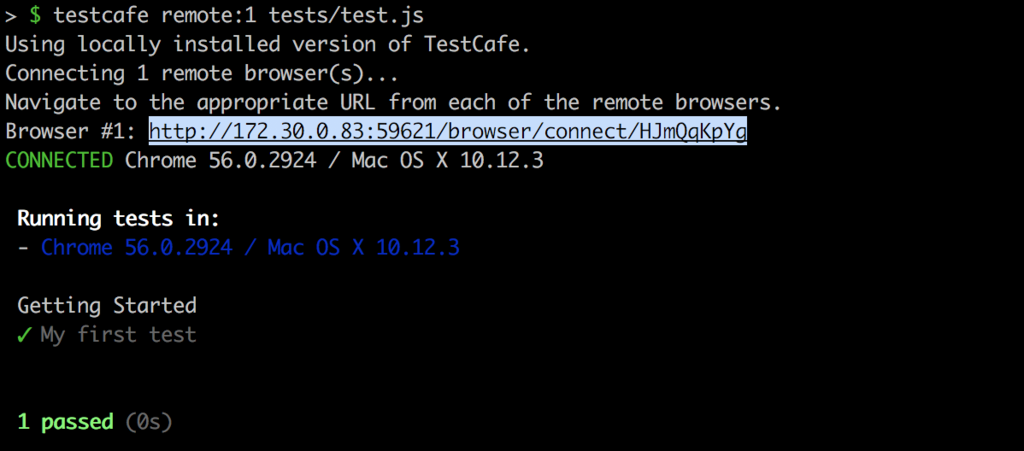 > $ testcafe remote:1 tests/test.js
Using locally installed version of TestCafe.
Connecting 1 remote browser(s)...
Navigate to the appropriate URL from each of the remote browsers.
Browser #1: http://172.30.0.83:59621/browser/connect/HJmQqKpYg
CONNECTED Chrome 56.0.2924 / Mac OS X 10.12.3
Running tests in:
- Chrome 56.0.2924 / Mac OS X 10.12.3
Getting Started
✓ My first test
1 passed (0s)